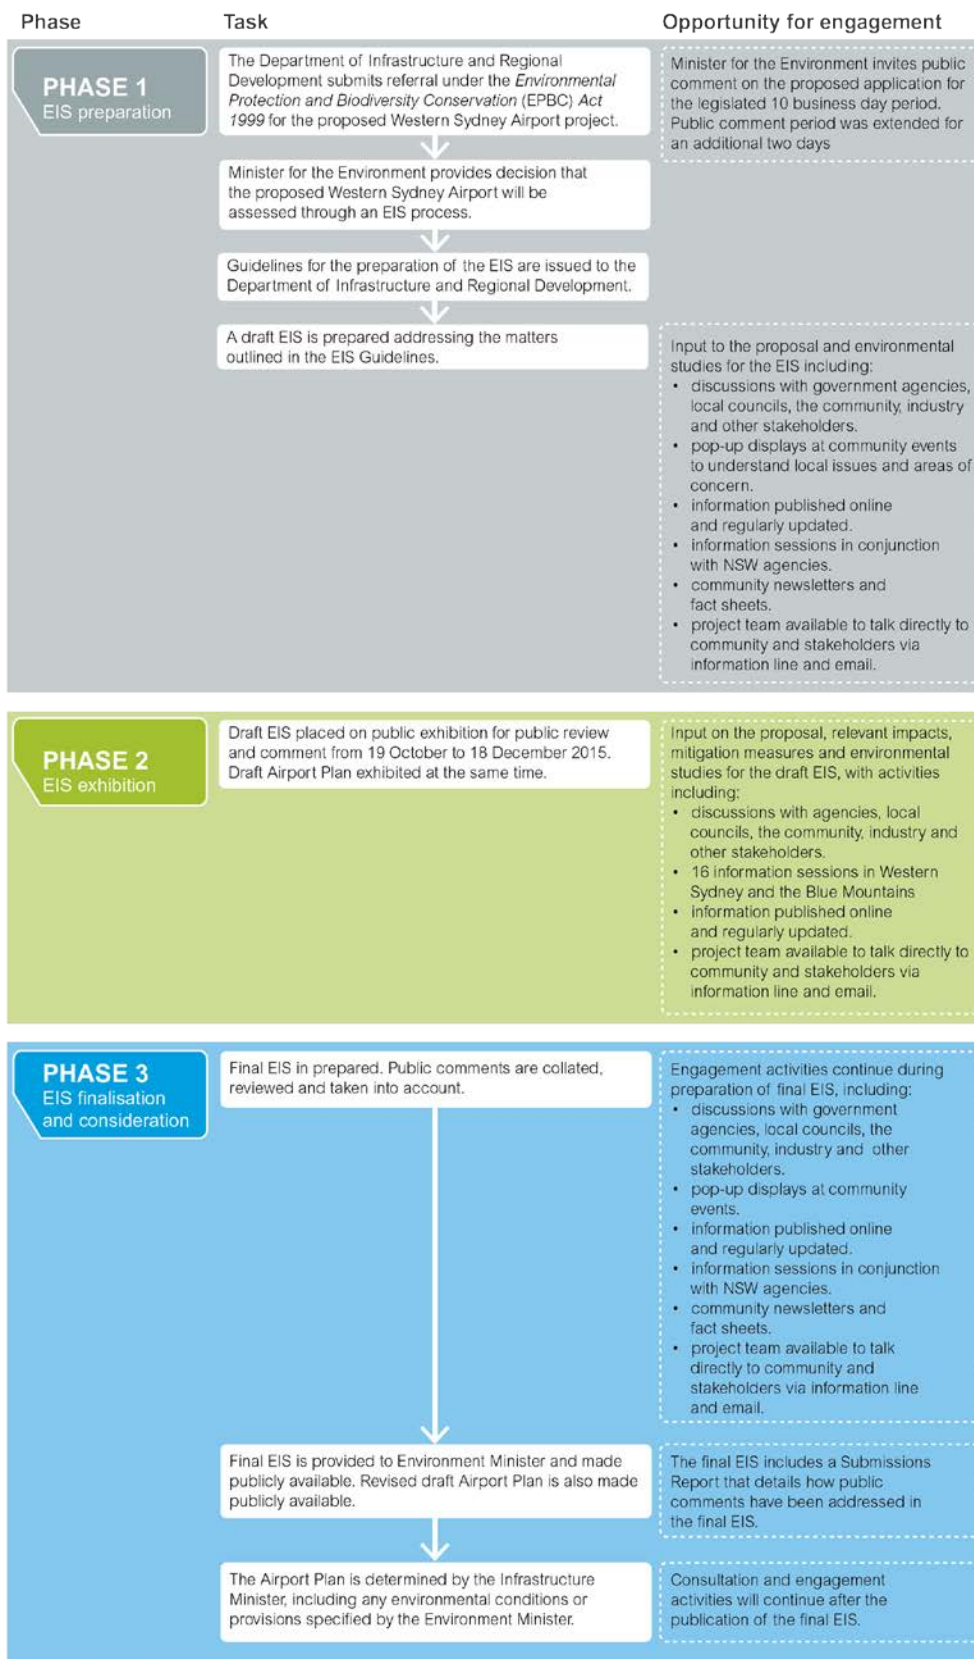 Phase
Task
Opportunity for engagement
PHASE 1
EIS preparation
The Department of Infrastructure and Regional
Development submits referral under the Environmental
Protection and Biodiversity Conservation (EPBC) Act
1999 for the proposed Western Sydney Airport project.
Minister for the Environment invites public
comment on the proposed application for
the legislated 10 business day period.
Public comment period was extended for
an additional two days
Minister for the Environment provides decision that
the proposed Western Sydney Airport will be
assessed through an EIS process.
Guidelines for the preparation of the EIS are issued to the
Department of Infrastructure and Regional Development.
A draft EIS is prepared addressing the matters
outlined in the EIS Guidelines.
Input to the proposal and environmental
studies for the EIS including:
• discussions with government agencies,
local councils, the community, industry
and other stakeholders.
• pop-up displays at community events
to understand local issues and areas of
concern.
• information published online
and regularly updated.
• information sessions in conjunction
with NSW agencies.
• community newsletters and
fact sheets.
• project team available to talk directly to
community and stakeholders via
information line and email.
PHASE 2
EIS exhibition
Draft EIS placed on public exhibition for public review
and comment from 19 October to 18 December 2015.
Draft Airport Plan exhibited at the same time.
Input on the proposal, relevant impacts,
mitigation measures and environmental
studies for the draft EIS, with activities
including:
• discussions with agencies, local
councils, the community, industry and
other stakeholders.
• 16 information sessions in Western
Sydney and the Blue Mountains
• information published online
and regularly updated.
• project team available to talk directly to
community and stakeholders via
information line and email.
PHASE 3
EIS finalisation
and consideration
Final EIS in prepared. Public comments are collated,
reviewed and taken into account.
Engagement activities continue during
preparation of final EIS, including:
• discussions with government
agencies, local councils, the
community, industry and other
stakeholders.
• pop-up displays at community
events.
• information published online
and regularly updated.
• information sessions in conjunction
with NSW agencies.
• community newsletters and
fact sheets.
• project team available to talk
directly to community and
stakeholders via information line
and email.
Final EIS is provided to Environment Minister and made
publicly available. Revised draft Airport Plan is also made
publicly available.
The final EIS includes a Submissions
Report that details how public
comments have been addressed in
the final EIS.
The Airport Plan is determined by the Infrastructure
Minister, including any environmental conditions or
provisions specified by the Environment Minister.
Consultation and engagement
activities will continue after the
publication of the final EIS.